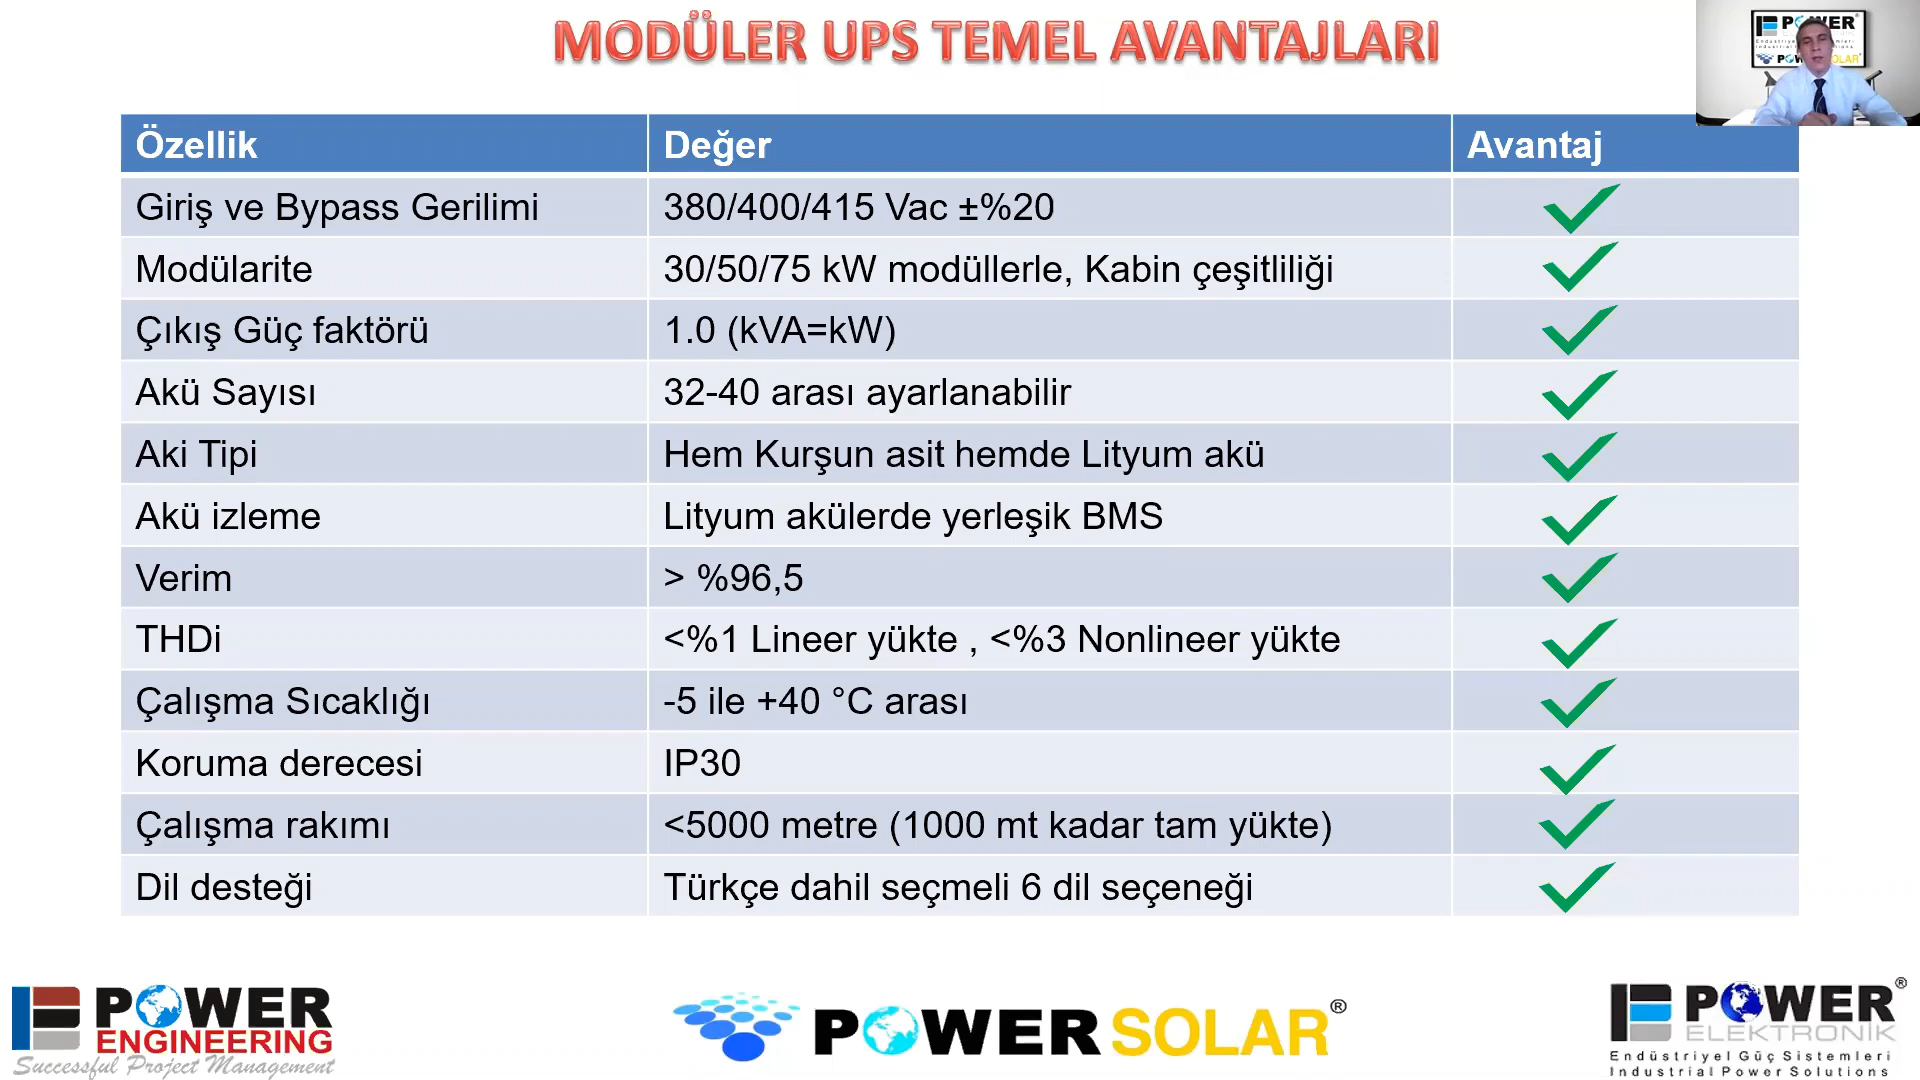 MODÜLER UPS TEMEL AVANTAJLARI
Özellik Değer Avantaj
Giriş ve Bypass Gerilimi 380/400/415 Vac ±%20
Modülarite 30/50/75 kW modüllerle, Kabin çeşitliliği
Çıkış Güç faktörü 1.0 (kVA=kW)
Akü Sayısı 32-40 arası ayarlanabilir
Aki Tipi Hem Kurşun asit hemde Lityum akü
Akü izleme Lityum akülerde yerleşik BMS
Verim > %96,5
THDi <%1 Lineer yükte , <%3 Nonlineer yükte
Çalışma Sıcaklığı -5 ile +40 °C arası
Koruma derecesi IP30
Çalışma rakımı <5000 metre (1000 mt kadar tam yükte)
Dil desteği Türkçe dahil seçmeli 6 dil seçeneği
POWER
ENGINEERING
Successful Project Management
POWER SOLAR®
POWER®
ELEKTRONİK
Endüstriyel Güç Sistemleri
Industrial Power Solutions